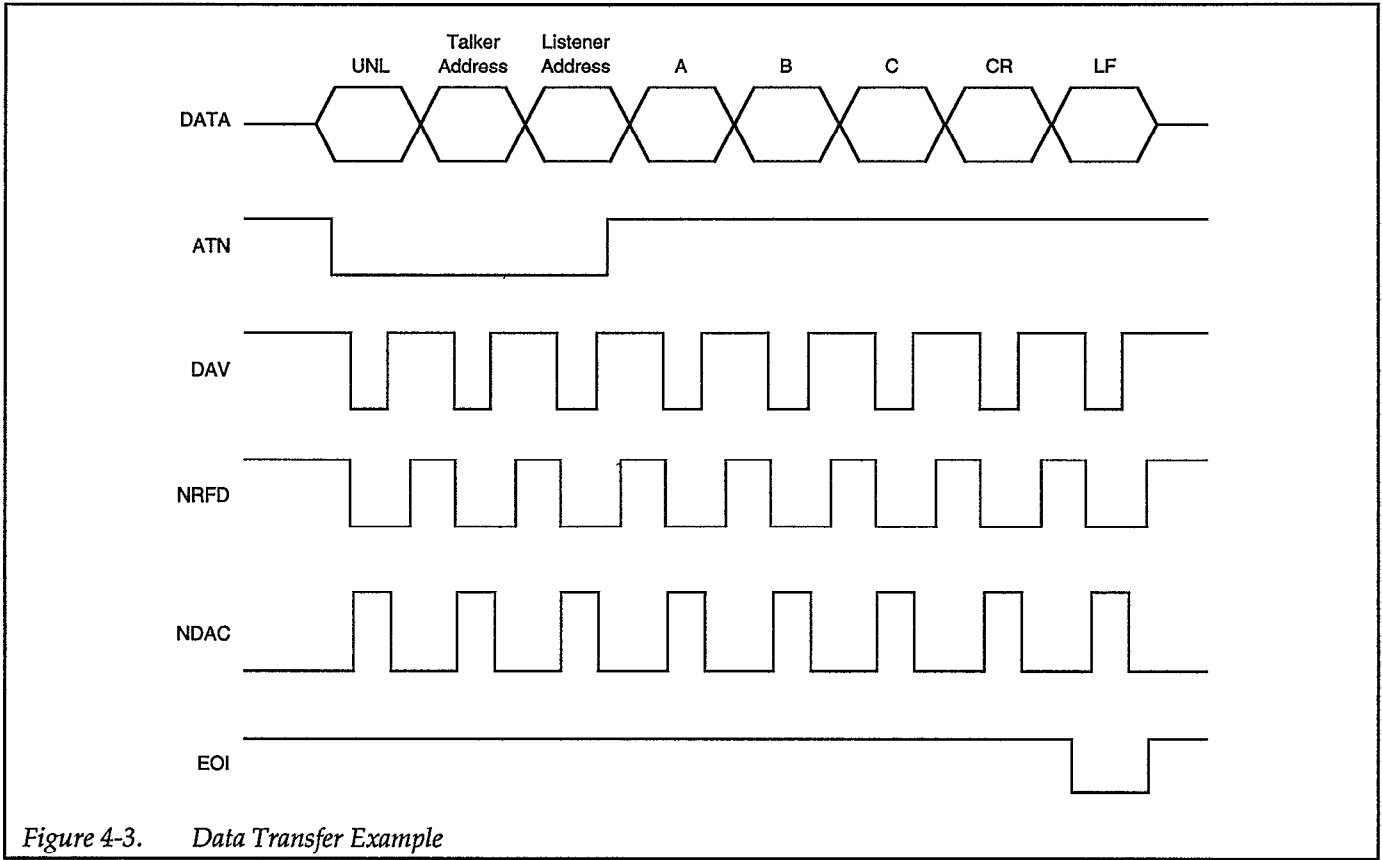 Talker Listener
UNL Address Address A B C CR LF
DATA
ATN
DAV
NRFD
NDAC
EOI
Figure 4-3. Data Transfer Example